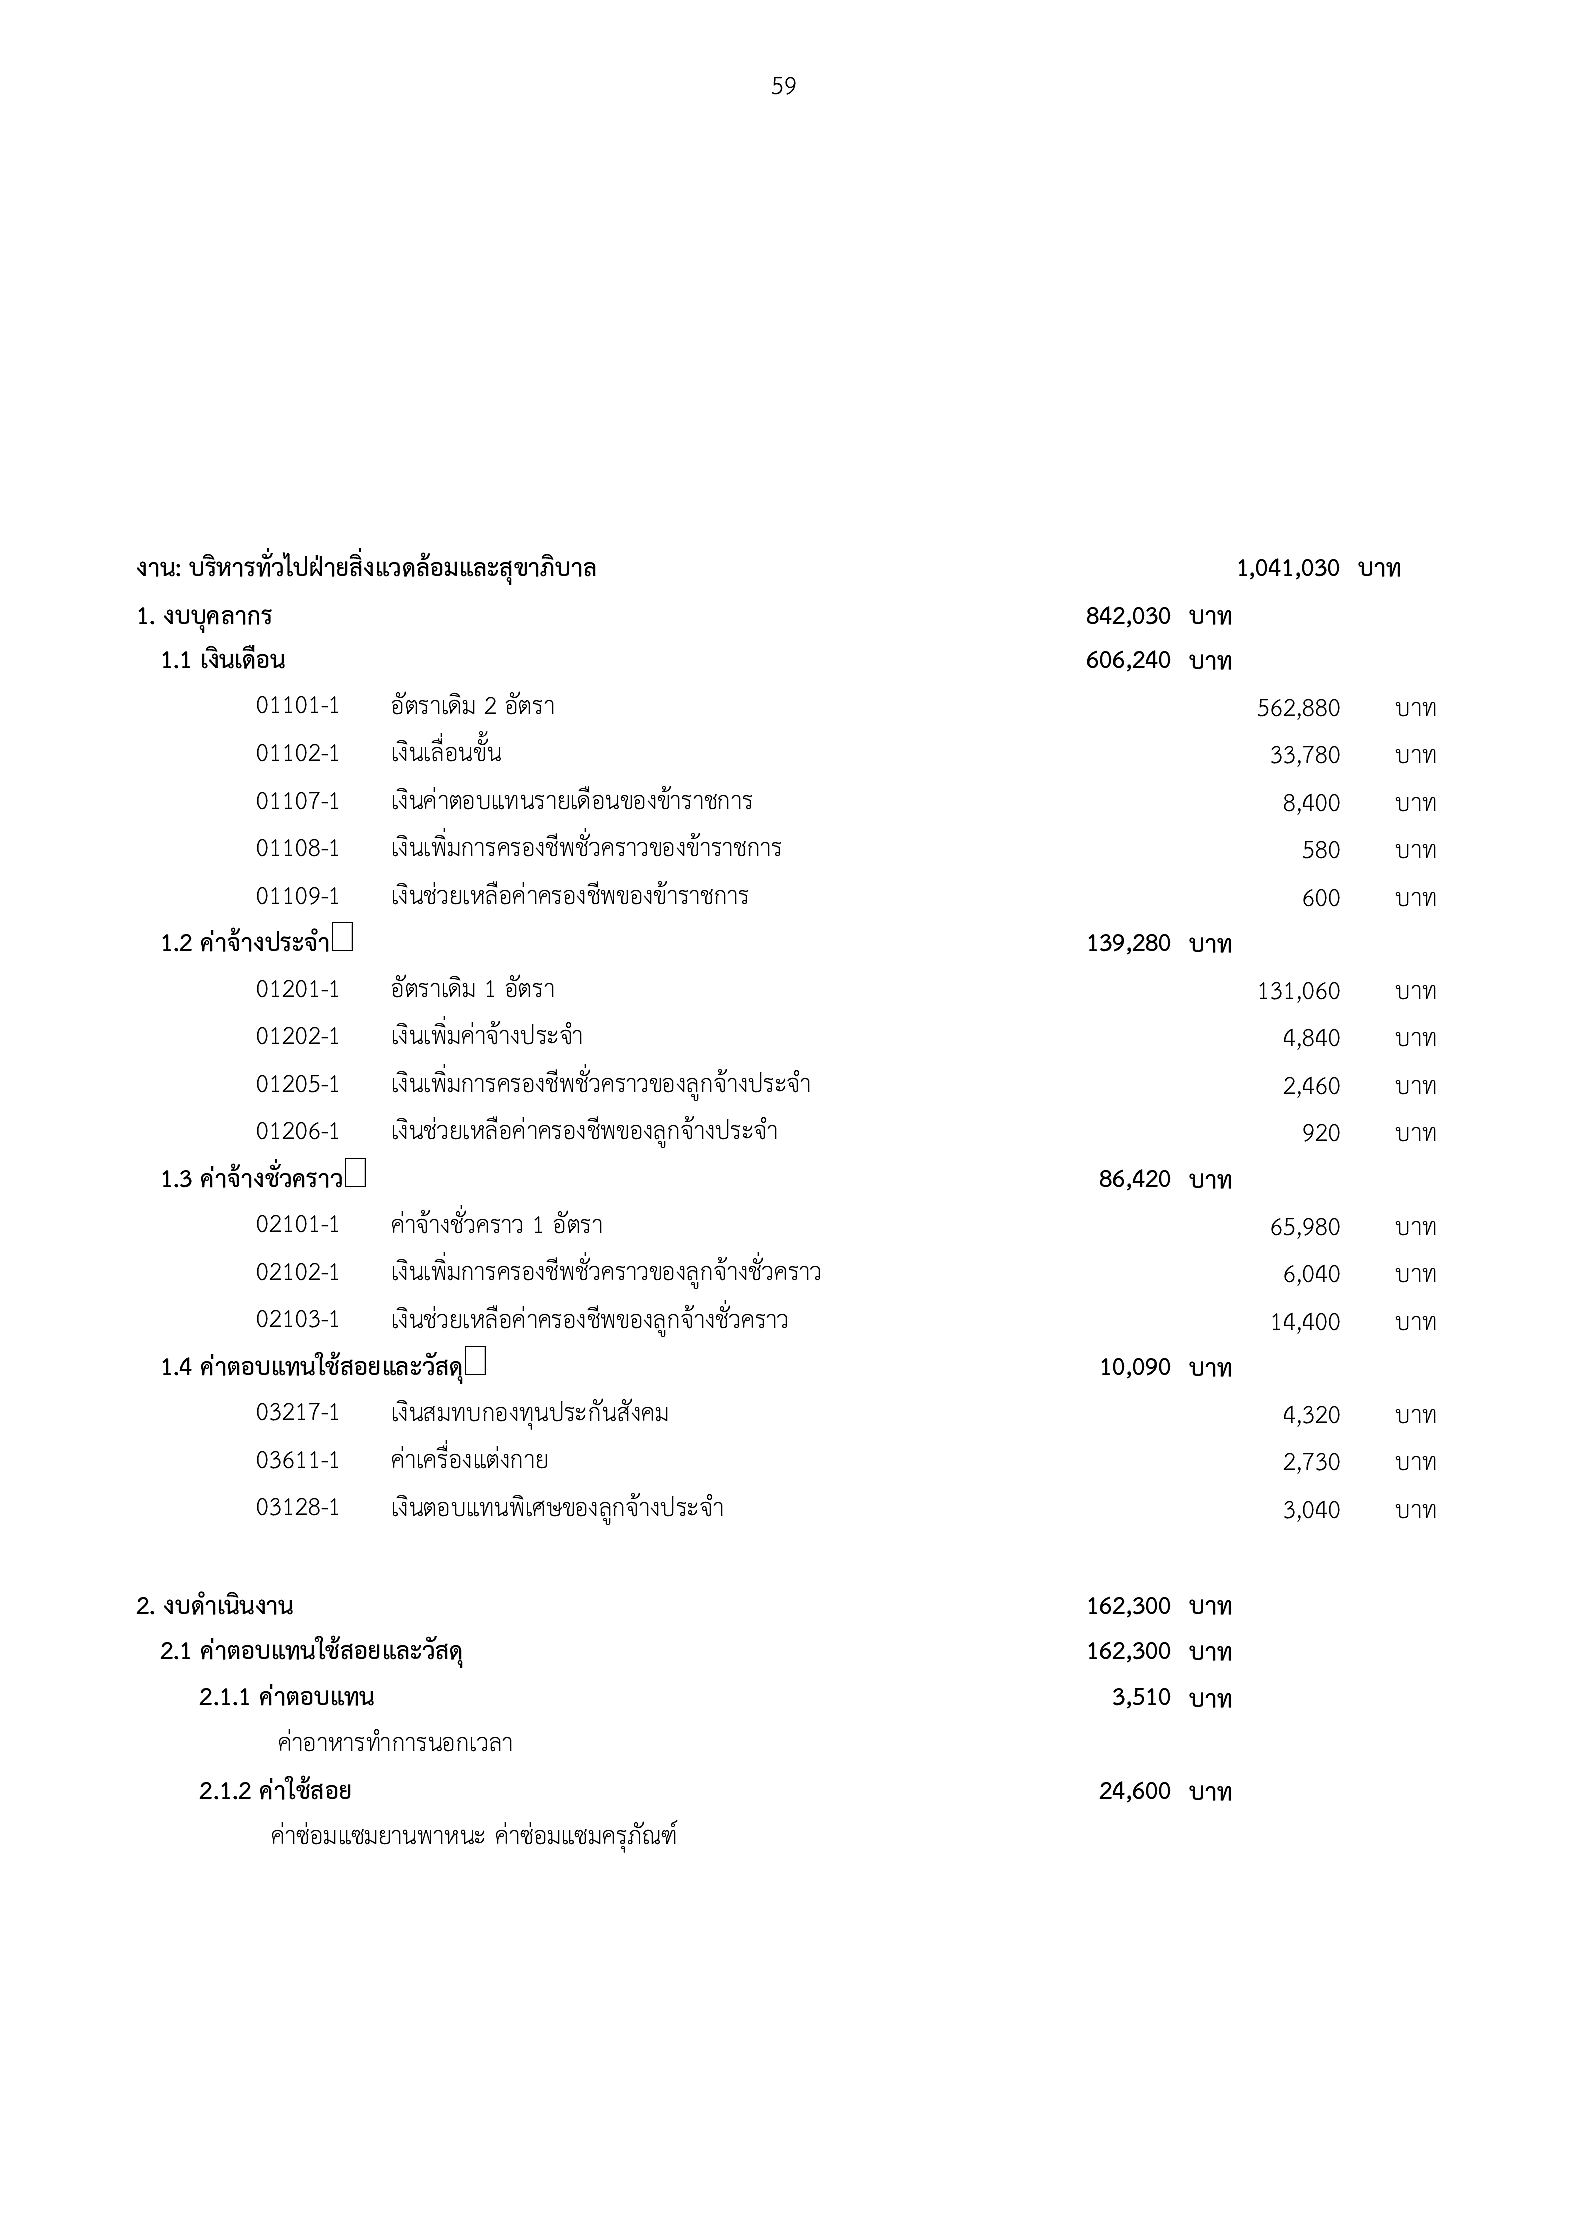 59
งาน: บริหารทั่วไปฝ่ายสิ่งแวดล้อมและสุขาภิบาล 1,041,030 บาท
1. งบบุคลากร 842,030 บาท
1.1 เงินเดือน 606,240 บาท
01101-1 อัตราเดิม 2 อัตรา 562,880 บาท
01102-1 เงินเลื่อนขั้น 33,780 บาท
01107-1 เงินค่าตอบแทนรายเดือนของข้าราชการ 8,400 บาท
01108-1 เงินเพิ่มการครองชีพชั่วคราวของข้าราชการ 580 บาท
01109-1 เงินช่วยเหลือค่าครองชีพของข้าราชการ 600 บาท
1.2 ค่าจ้างประจำ 139,280 บาท
01201-1 อัตราเดิม 1 อัตรา 131,060 บาท
01202-1 เงินเพิ่มค่าจ้างประจำ 4,840 บาท
01205-1 เงินเพิ่มการครองชีพชั่วคราวของลูกจ้างประจำ 2,460 บาท
01206-1 เงินช่วยเหลือค่าครองชีพของลูกจ้างประจำ 920 บาท
1.3 ค่าจ้างชั่วคราว 86,420 บาท
02101-1 ค่าจ้างชั่วคราว 1 อัตรา 65,980 บาท
02102-1 เงินเพิ่มการครองชีพชั่วคราวของลูกจ้างชั่วคราว 6,040 บาท
02103-1 เงินช่วยเหลือค่าครองชีพของลูกจ้างชั่วคราว 14,400 บาท
1.4 ค่าตอบแทนใช้สอยและวัสดุ 10,090 บาท
03217-1 เงินสมทบกองทุนประกันสังคม 4,320 บาท
03611-1 ค่าเครื่องแต่งกาย 2,730 บาท
03128-1 เงินตอบแทนพิเศษของลูกจ้างประจำ 3,040 บาท
2. งบดำเนินงาน 162,300 บาท
2.1 ค่าตอบแทนใช้สอยและวัสดุ 162,300 บาท
2.1.1 ค่าตอบแทน 3,510 บาท
ค่าอาหารทำการนอกเวลา
2.1.2 ค่าใช้สอย 24,600 บาท
ค่าซ่อมแซมยานพาหนะ ค่าซ่อมแซมครุภัณฑ์